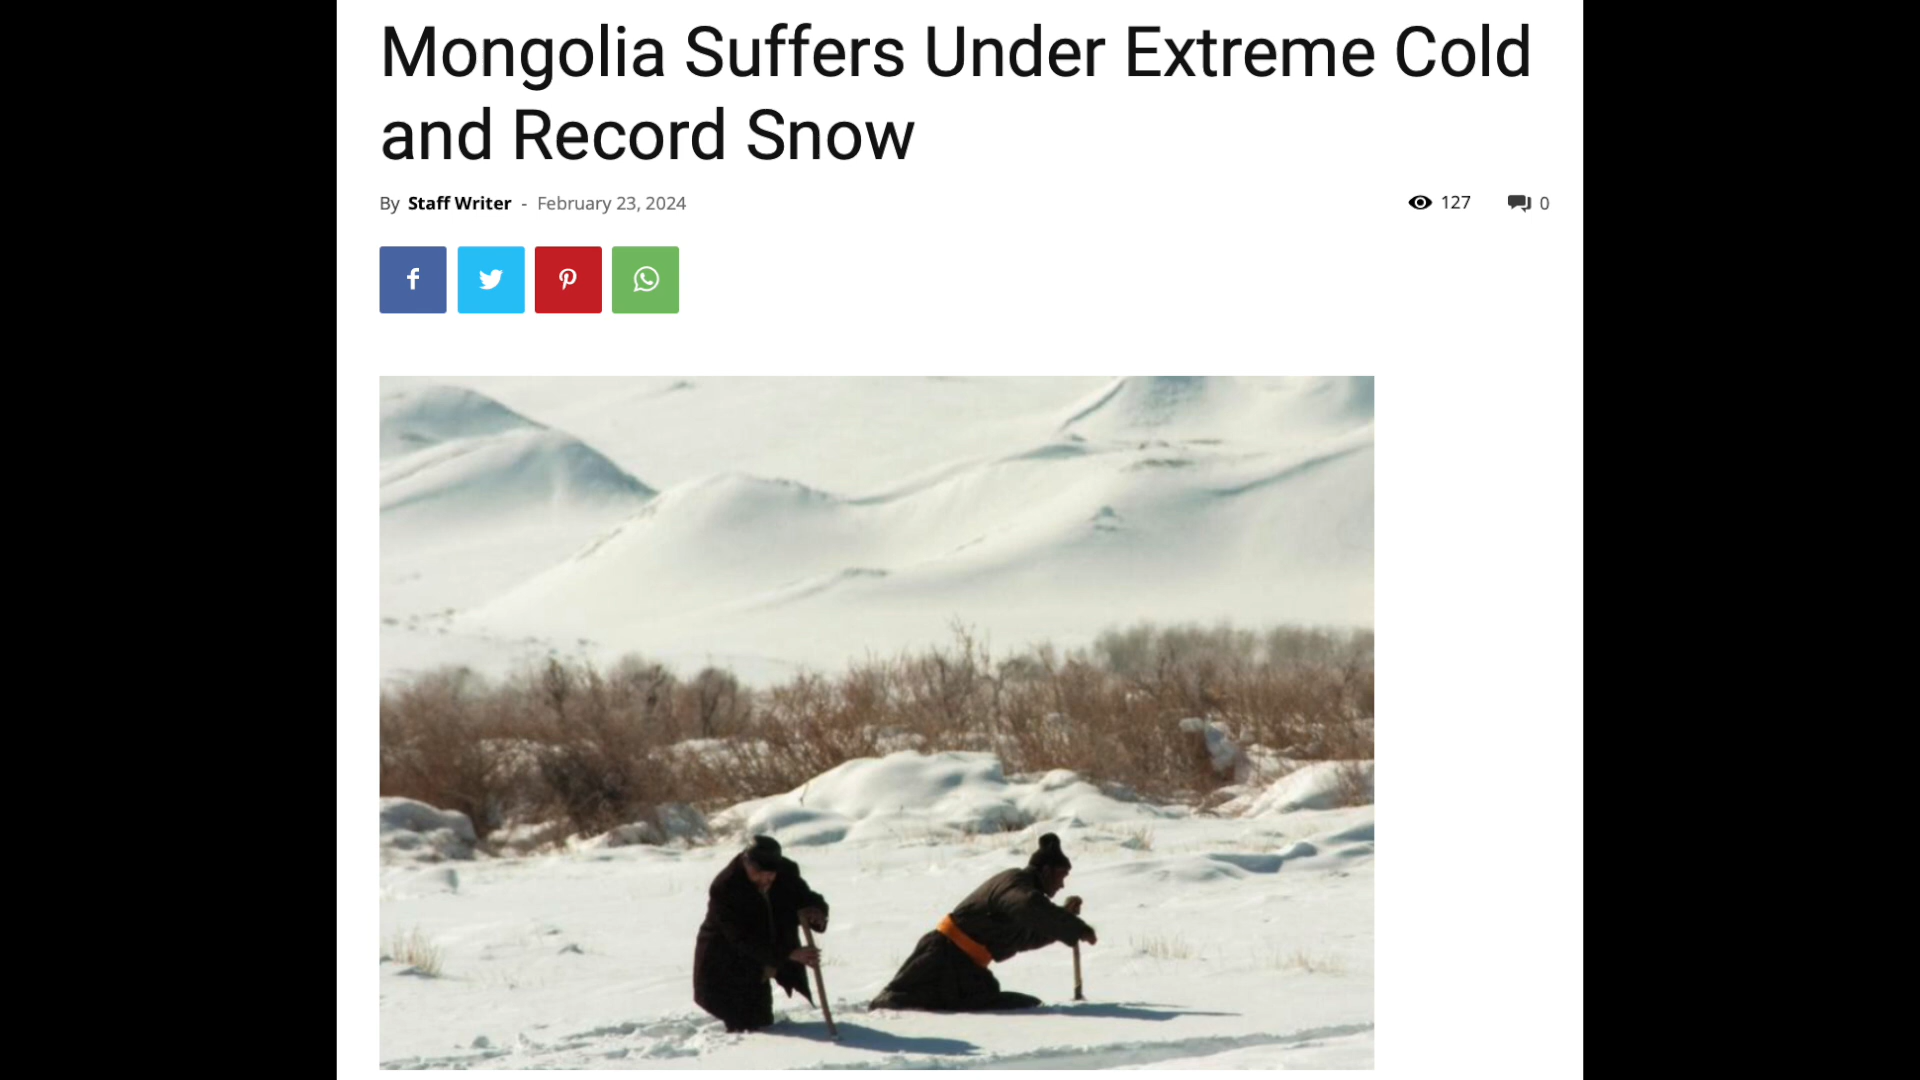 Mongolia Suffers Under Extreme Cold
and Record Snow
By Staff Writer - February 23, 2024 127 0